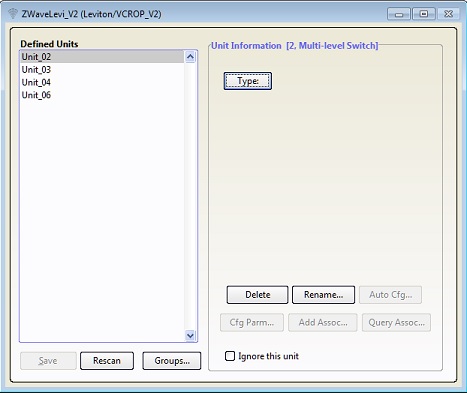 ZWaveLevi_V2 (Leviton/VCROP_V2)
Defined Units
Unit_02
Unit_03
Unit_04
Unit_06
Save
Rescan
Groups...
Unit Information [2, Multi-level Switch]
Type:
Delete
Rename...
Auto Cfg...
Cfg Parm...
Add Assoc...
Query Assoc...
Ignore this unit